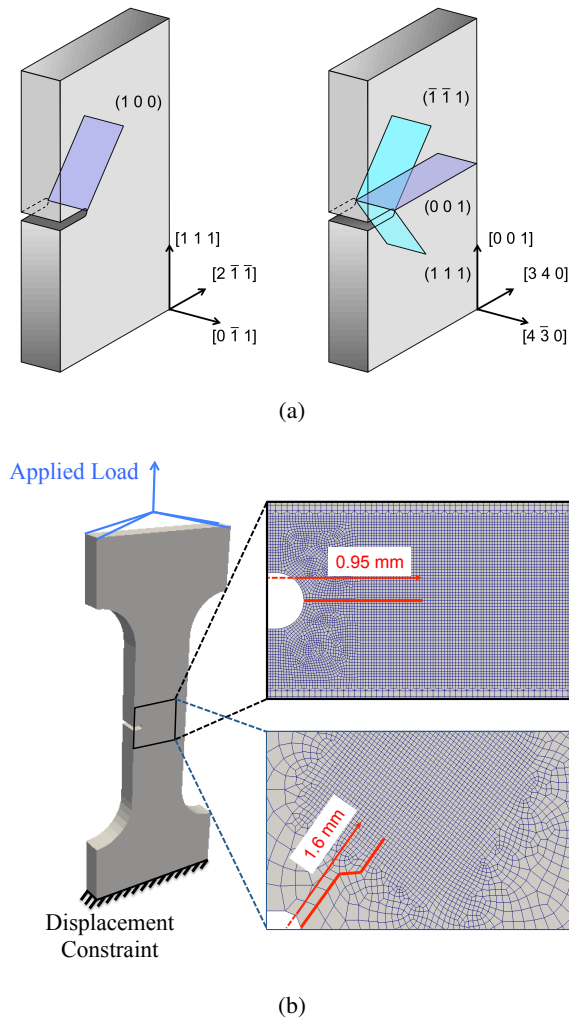 (1 0 0)
[1 1 1]
[2 1̅ 1̅]
[0 1̅ 1]
(1̅ 1̅ 1)
(0 0 1)
(1 1 1)
[0 0 1]
[3 4 0]
[4 3̅ 0]
(a)
Applied Load
0.95 mm
1.6 mm
Displacement
Constraint
(b)